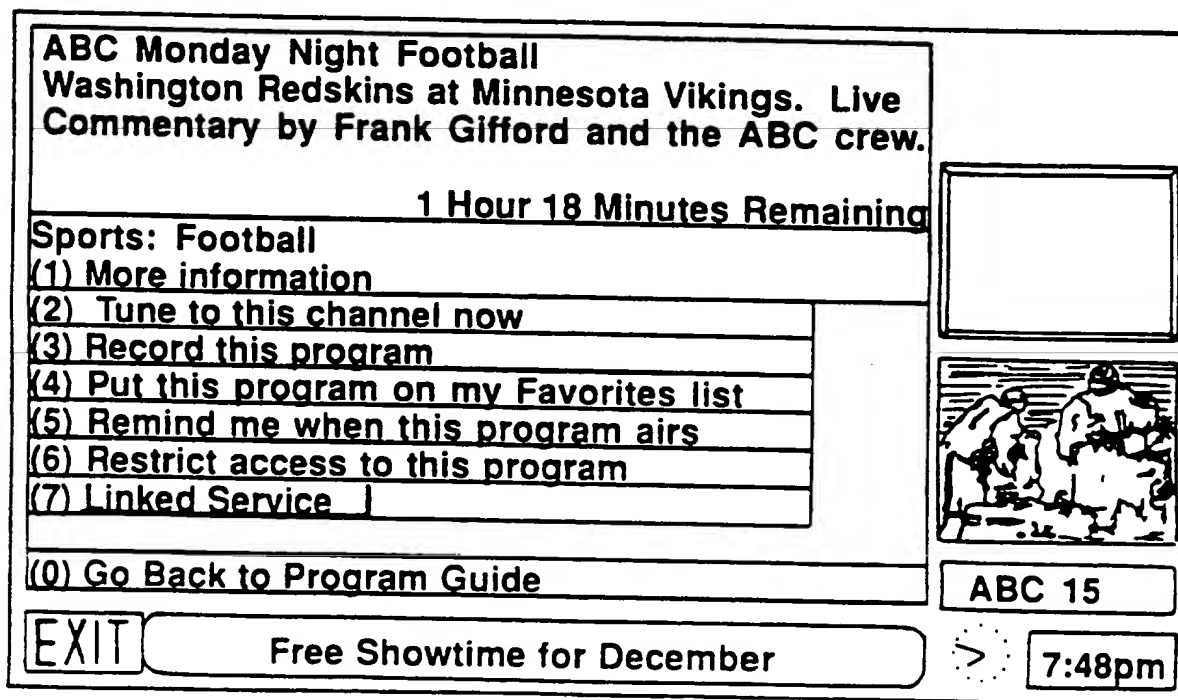 ABC Monday Night Football
Washington Redskins at Minnesota Vikings. Live
Commentary by Frank Gifford and the ABC crew.
1 Hour 18 Minutes Remaining
Sports: Football
(1) More information
(2) Tune to this channel now
(3) Record this program
(4) Put this program on my Favorites list
(5) Remind me when this program airs
(6) Restrict access to this program
(7) Linked Service
(0) Go Back to Program Guide
ABC 15
EXIT
Free Showtime for December
7:48pm